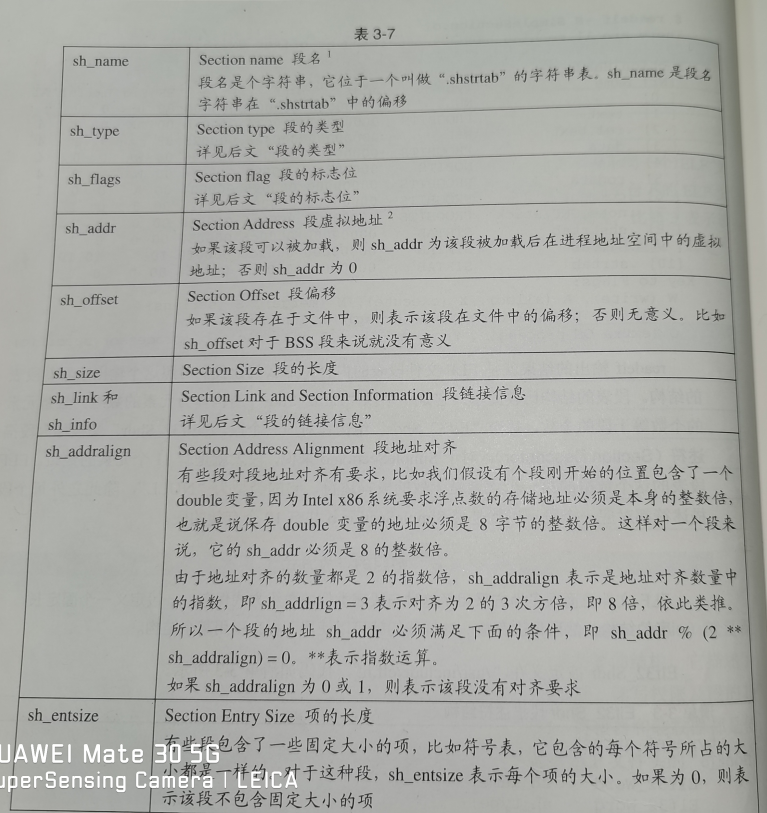 表 3-7
sh_name
Section name 段名 1
段名是个字符串，它位于一个叫做 “.shstrtab” 的字符串表。sh_name 是段名
字符串在 “.shstrtab” 中的偏移
sh_type
Section type 段的类型
详见后文 “段的类型”
sh_flags
Section flag 段的标志位
详见后文 “段的标志位”
sh_addr
Section Address 段虚拟地址 2
如果该段可以被加载，则 sh_addr 为该段被加载后在进程地址空间中的虚拟
地址；否则 sh_addr 为 0
sh_offset
Section Offset 段偏移
如果该段存在于文件中，则表示该段在文件中的偏移；否则无意义。比如
sh_offset 对于 BSS 段来说就没有意义
sh_size
Section Size 段的长度
sh_link 和
sh_info
Section Link and Section Information 段链接信息
详见后文 “段的链接信息”
sh_addralign
Section Address Alignment 段地址对齐
有些段对段地址对齐有要求，比如我们假设有个段刚开始的位置包含了一个
double 变量，因为 Intel x86 系统要求浮点数的存储地址必须是本身的整数倍，
也就是说保存 double 变量的地址必须是 8 字节的整数倍。这样对一个段来
说，它的 sh_addr 必须是 8 的整数倍。
由于地址对齐的数量都是 2 的指数倍，sh_addralign 表示是地址对齐数量中
的指数，即 sh_addrlign = 3 表示对齐为 2 的 3 次方倍，即 8 倍，依此类推。
所以一个段的地址 sh_addr 必须满足下面的条件，即 sh_addr % (2 **
sh_addralign) = 0。**表示指数运算。
如果 sh_addralign 为 0 或 1，则表示该段没有对齐要求
sh_entsize
Section Entry Size 项的长度
有些段包含了一些固定大小的项，比如符号表，它包含的每个符号所占的大
小都是一样的。对于这种段，sh_entsize 表示每个项的大小。如果为 0，则表
示该段不包含固定大小的项
UAWEI Mate 30 5G
uperSensing Camera | LEICA